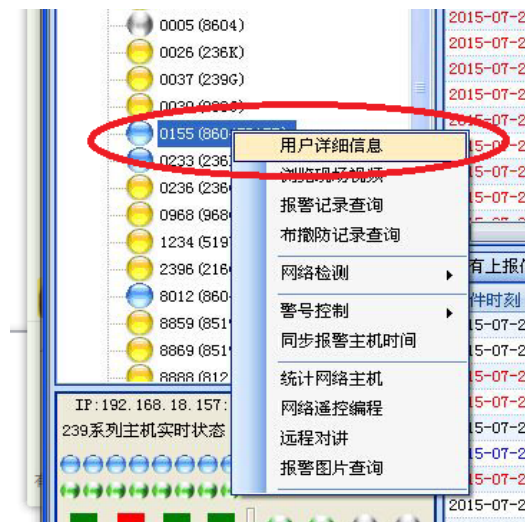 0005 (8604)
0026 (236K)
0037 (239G)
0155 (860
0233 (236
0236 (236
0968 (968
1234 (519
2396 (216
8012 (860
8859 (851
8869 (851
8888 (812
用户详细信息
浏览现场视频
报警记录查询
布撤防记录查询
网络检测
警号控制
同步报警主机时间
统计网络主机
网络遥控编程
远程对讲
报警图片查询
IP:192.168.18.157:
239系列主机实时状态
2015-07-2
2015-07-2
2015-07-2
2015-07-2
2015-07-2
15-07-2
15-07-2
15-07-2
有上报信
件时刻
15-07-2
15-07-2
15-07-2
15-07-2
15-07-2
15-07-2
15-07-2
2015-07-2